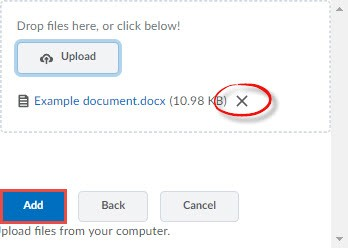 Drop files here, or click below!
Upload
Example document.docx (10.98 KB)
Add Back Cancel
Upload files from your computer.